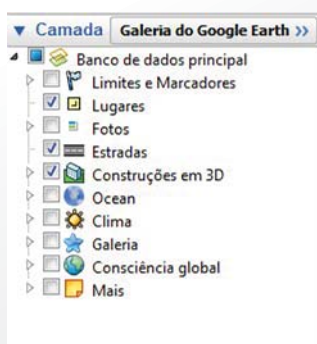 Camada Galeria do Google Earth >>
Banco de dados principal
Limites e Marcadores
Lugares
Fotos
Estradas
Construções em 3D
Ocean
Clima
Galeria
Consciência global
Mais